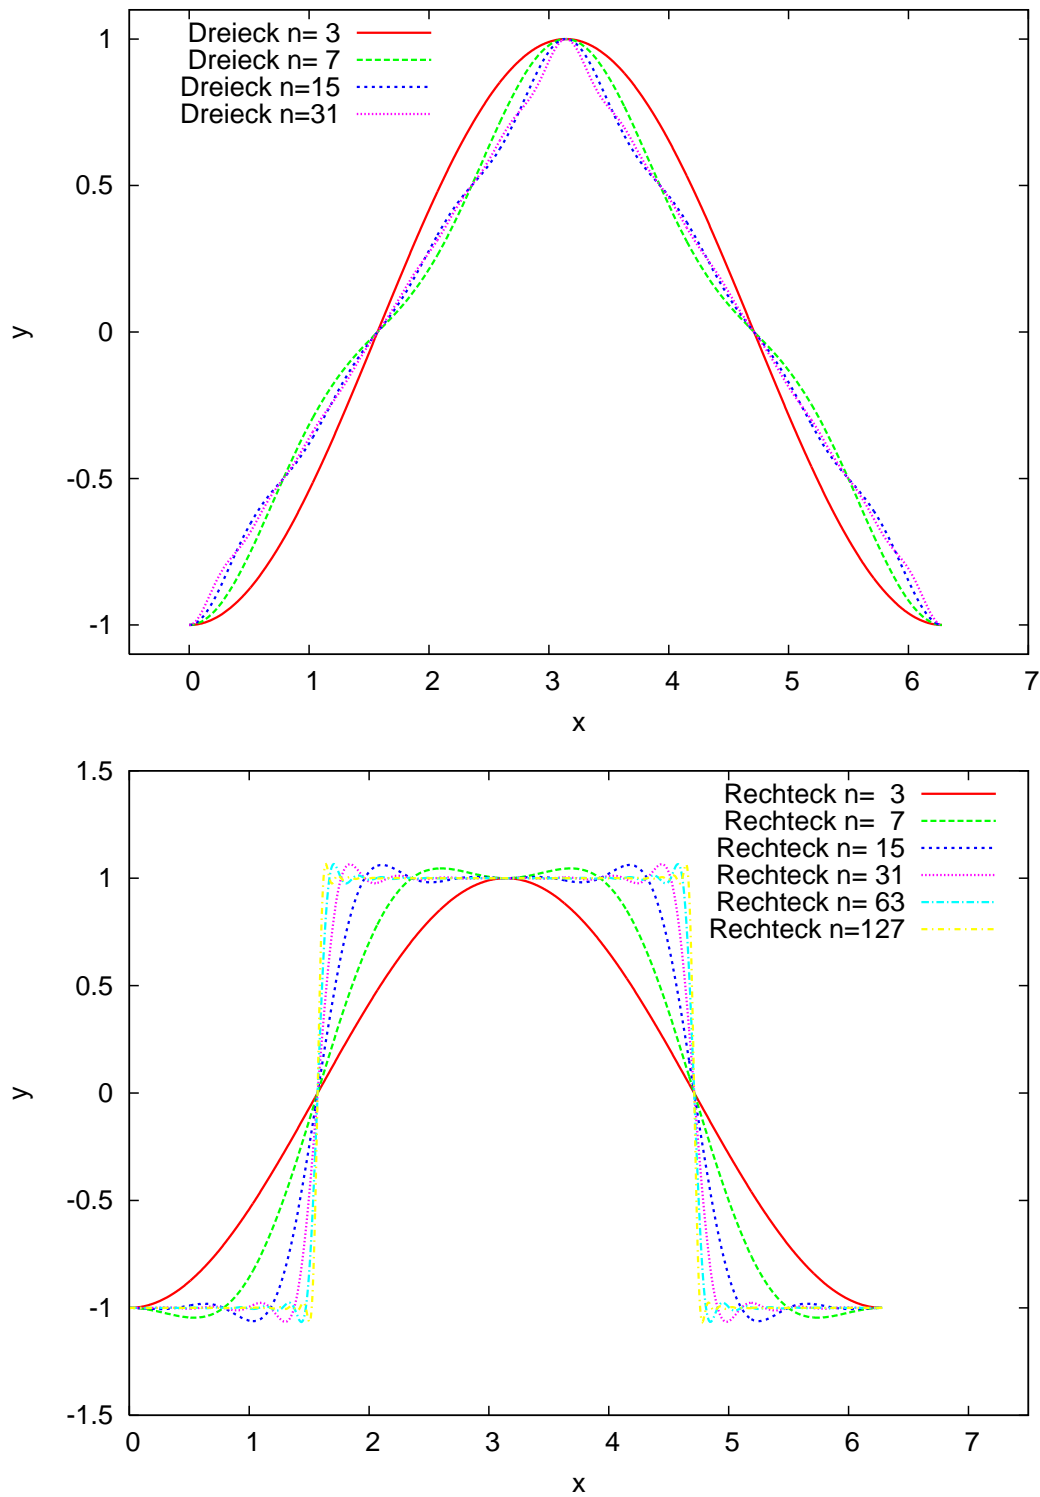 1
0.5
0
-0.5
-1
y
Dreieck n= 3
Dreieck n= 7
Dreieck n=15
Dreieck n=31
0 1 2 3 4 5 6 7
x
1.5
1
0.5
0
-0.5
-1
-1.5
y
Rechteck n= 3
Rechteck n= 7
Rechteck n= 15
Rechteck n= 31
Rechteck n= 63
Rechteck n=127
0 1 2 3 4 5 6 7
x